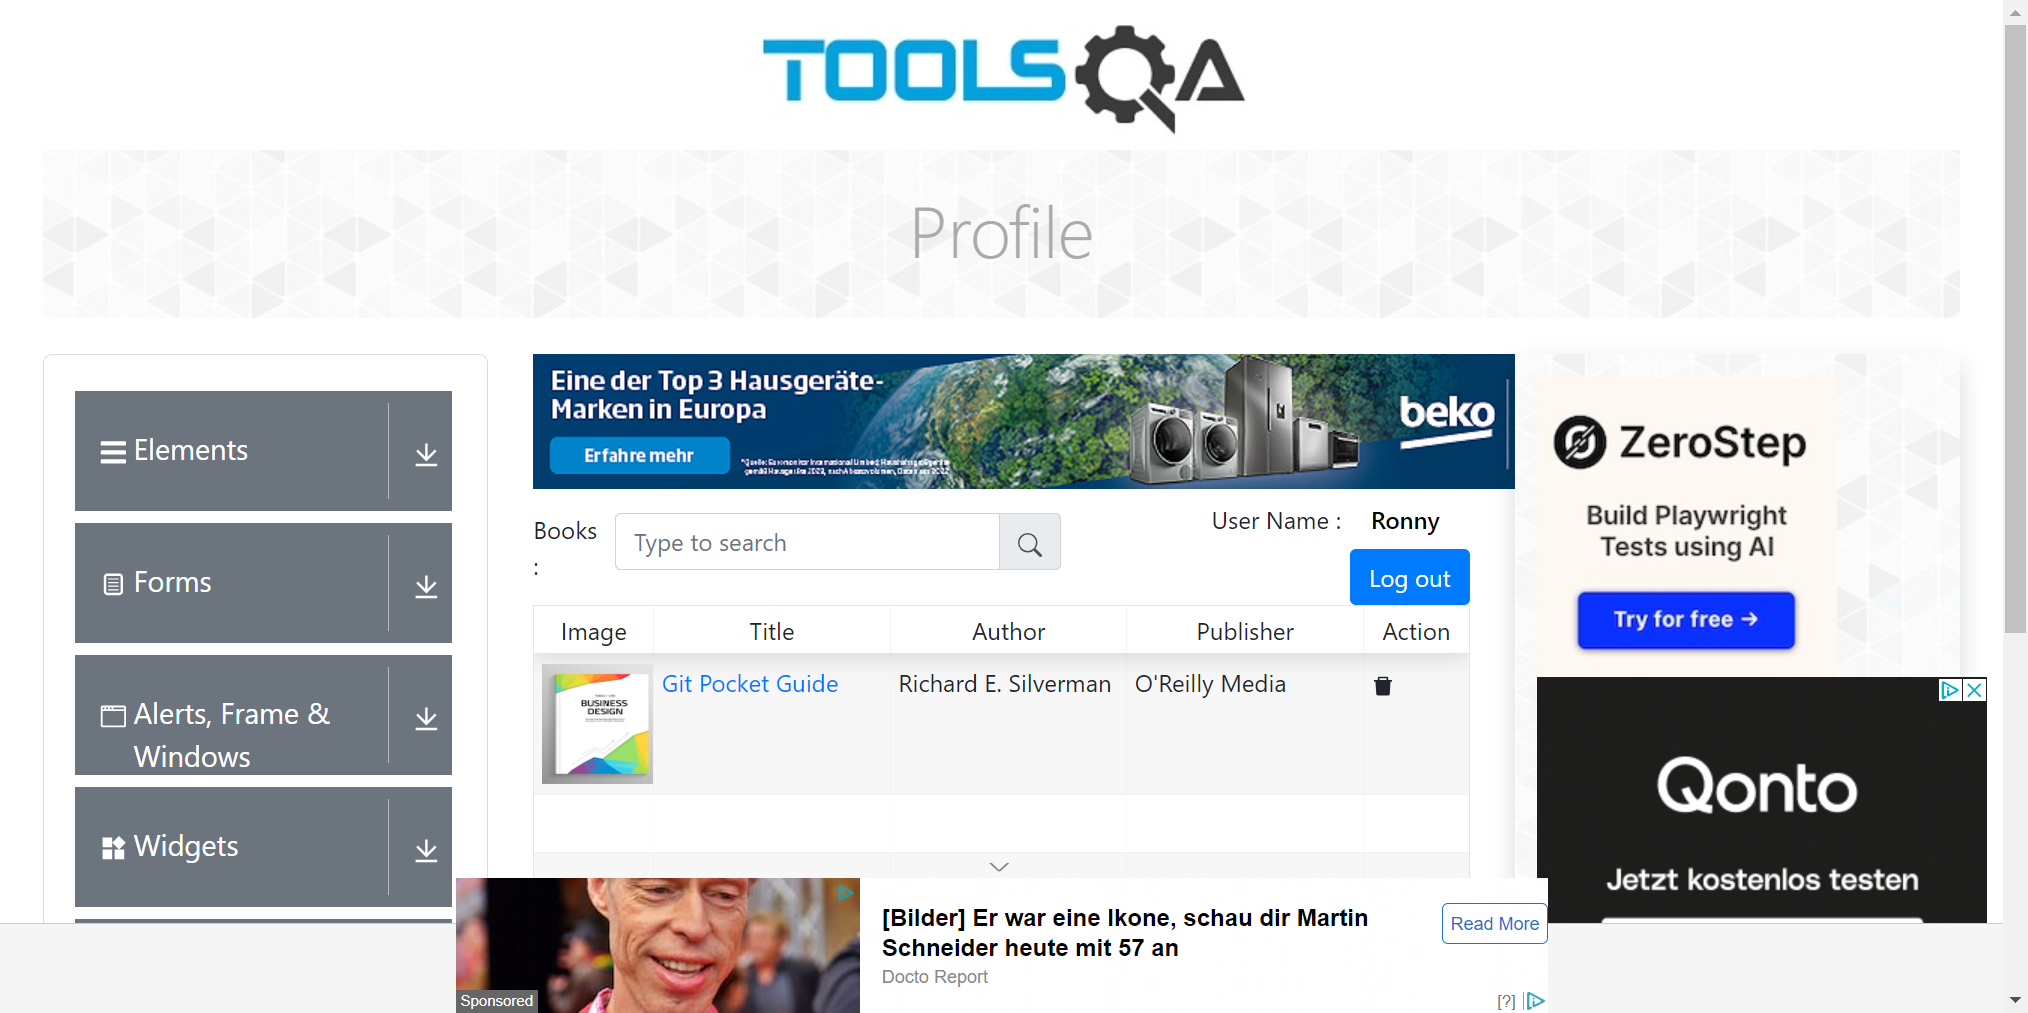 TOOLSQA
Profile
Elements
Forms
Alerts, Frame &
Windows
Widgets
Eine der Top 3 Hausgeräte-
Marken in Europa
Erfahre mehr
beko
Books
:
Type to search
User Name :
Ronny
Log out
Image
Title
Author
Publisher
Action
BUSINESS
DESIGN
Git Pocket Guide
Richard E. Silverman
O'Reilly Media
ZeroStep
Build Playwright
Tests using AI
Try for free →
Qonto
Jetzt kostenlos testen
Sponsored
[Bilder] Er war eine Ikone, schau dir Martin
Schneider heute mit 57 an
Docto Report
Read More
[?]